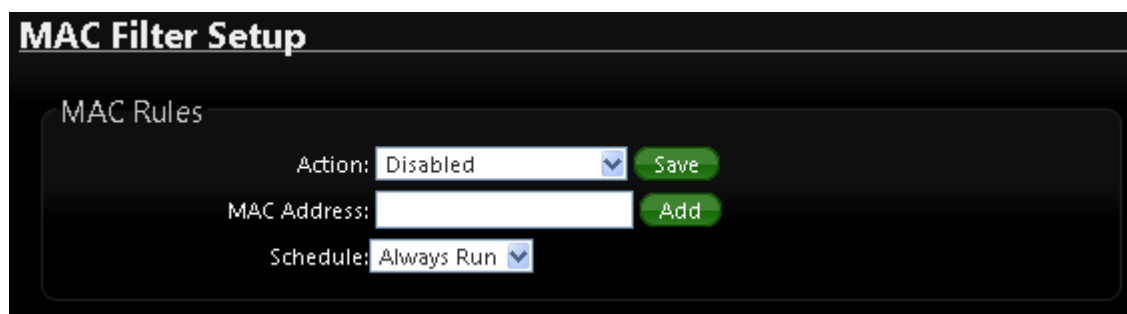 MAC Filter Setup
MAC Rules
Action: Disabled Save
MAC Address: Add
Schedule: Always Run